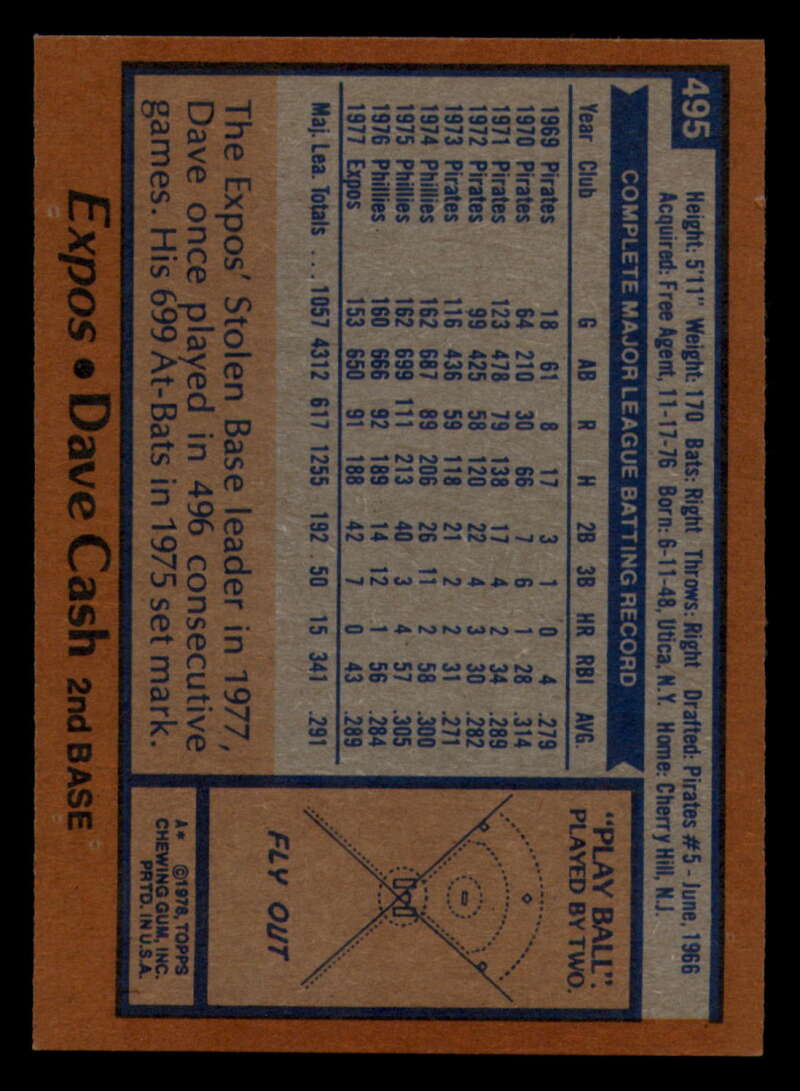 495
Height: 5'11" Weight: 170 Bats: Right Throws: Right Drafted: Pirates #5 - June, 1966
Acquired: Free Agent, 11-17-76 Born: 6-11-48, Utica, N.Y. Home: Cherry Hill, N.J.
COMPLETE MAJOR LEAGUE BATTING RECORD
Year Club G AB R H 2B 3B HR RBI AVG.
1969 Pirates 18 61 8 17 3 1 0 4 .279
1970 Pirates 64 210 30 66 7 6 1 28 .314
1971 Pirates 123 478 79 138 17 4 2 34 .289
1972 Pirates 99 425 58 120 22 4 3 30 .282
1973 Pirates 116 436 59 118 21 2 2 31 .271
1974 Phillies 162 687 89 206 26 11 2 58 .300
1975 Phillies 162 699 111 213 40 3 4 57 .305
1976 Phillies 160 666 92 189 14 12 1 56 .284
1977 Expos 153 650 91 188 42 7 0 43 .289
Maj. Lea. Totals ... 1057 4312 617 1255 192 50 15 341 .291
The Expos' Stolen Base leader in 1977,
Dave once played in 496 consecutive
games. His 699 At-Bats in 1975 set mark.
"PLAY BALL".
PLAYED BY TWO.
FLY OUT
A* ©1978, TOPPS
CHEWING GUM, INC.
PRTD. IN U.S.A.
Expos • Dave Cash 2nd BASE